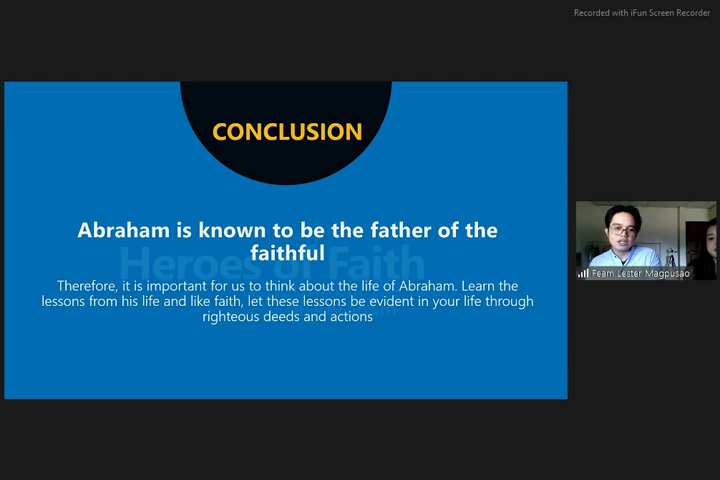 Recorded with iFun Screen Recorder
CONCLUSION
Abraham is known to be the father of the
faithful
Heroes of Faith
Therefore, it is important for us to think about the life of Abraham. Learn the
lessons from his life and like faith, let these lessons be evident in your life through
righteous deeds and actions
Feam Lester Magpusao